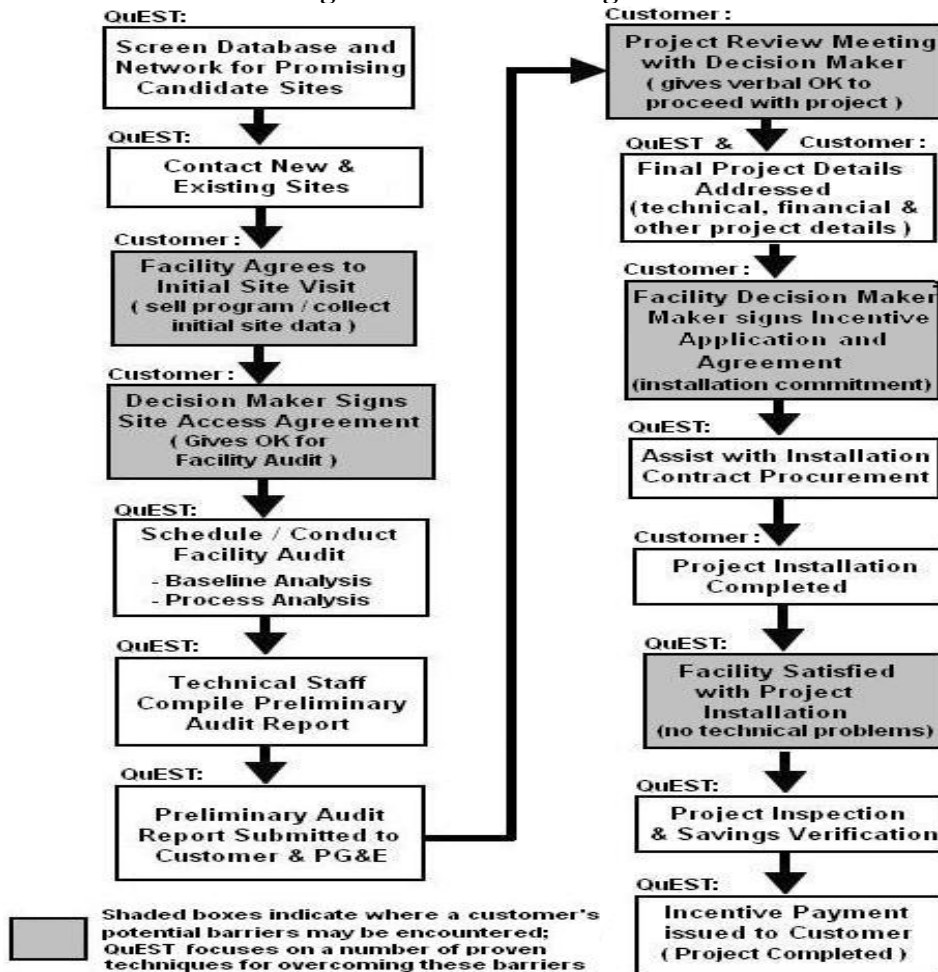 QuEST:
Screen Database and
Network for Promising
Candidate Sites
QuEST:
Contact New &
Existing Sites
Customer :
Facility Agrees to
Initial Site Visit
( sell program / collect
initial site data )
Customer :
Decision Maker Signs
Site Access Agreement
( Gives OK for
Facility Audit )
QuEST:
Schedule / Conduct
Facility Audit
- Baseline Analysis
- Process Analysis
QuEST:
Technical Staff
Compile Preliminary
Audit Report
QuEST:
Preliminary Audit
Report Submitted to
Customer & PG&E
Customer :
Project Review Meeting
with Decision Maker
( gives verbal OK to
proceed with project )
QuEST & Customer :
Final Project Details
Addressed
(technical, financial &
other project details )
Customer :
Facility Decision Maker
Maker signs Incentive
Application and
Agreement
(installation commitment)
QuEST:
Assist with Installation
Contract Procurement
Customer :
Project Installation
Completed
QuEST:
Facility Satisfied
with Project
Installation
(no technical problems)
QuEST:
Project Inspection
& Savings Verification
QuEST:
Incentive Payment
issued to Customer
( Project Completed )
Shaded boxes indicate where a customer's
potential barriers may be encountered;
QuEST focuses on a number of proven
techniques for overcoming these barriers